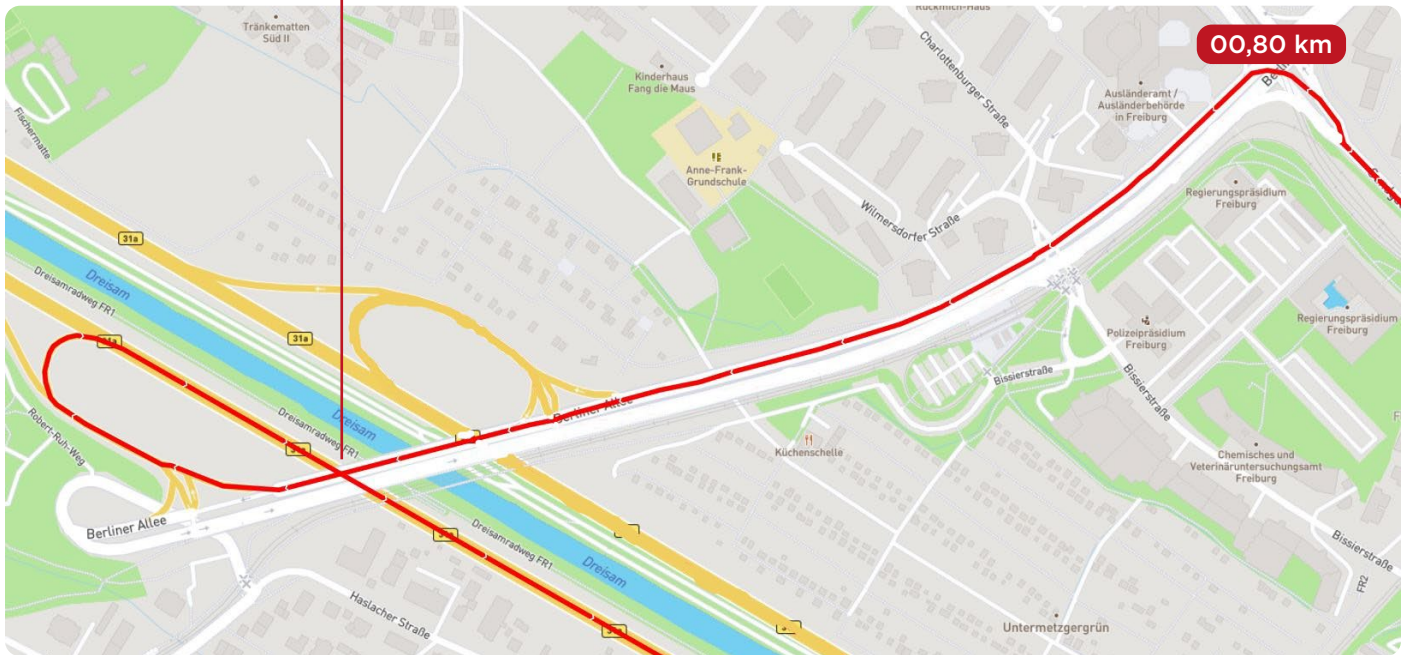 Rückmich-Haus
Tränkematten
Süd II
00,80 km
Charlottenburger Straße
Kinderhaus
Fang die Maus
Ausländeramt /
Ausländerbehörde
in Freiburg
Fischermatte
Anne-Frank-
Grundschule
Regierungspräsidium
Freiburg
Wilmersdorfer Straße
31a
Dreisam
Dreisamradweg FR1
31a
Regierungspräsidium
Freiburg
Polizeipräsidium
Freiburg
Bissierstraße
Bissierstraße
Berliner Allee
Dreisam
Dreisamradweg FR1
Robert-Ruh-Weg
Küchenschelle
Chemisches und
Veterinäruntersuchungsamt
Freiburg
Berliner Allee
Dreisamradweg FR1
Dreisam
Bissierstraße
FR2
Haslacher Straße
Untermetzgergrün